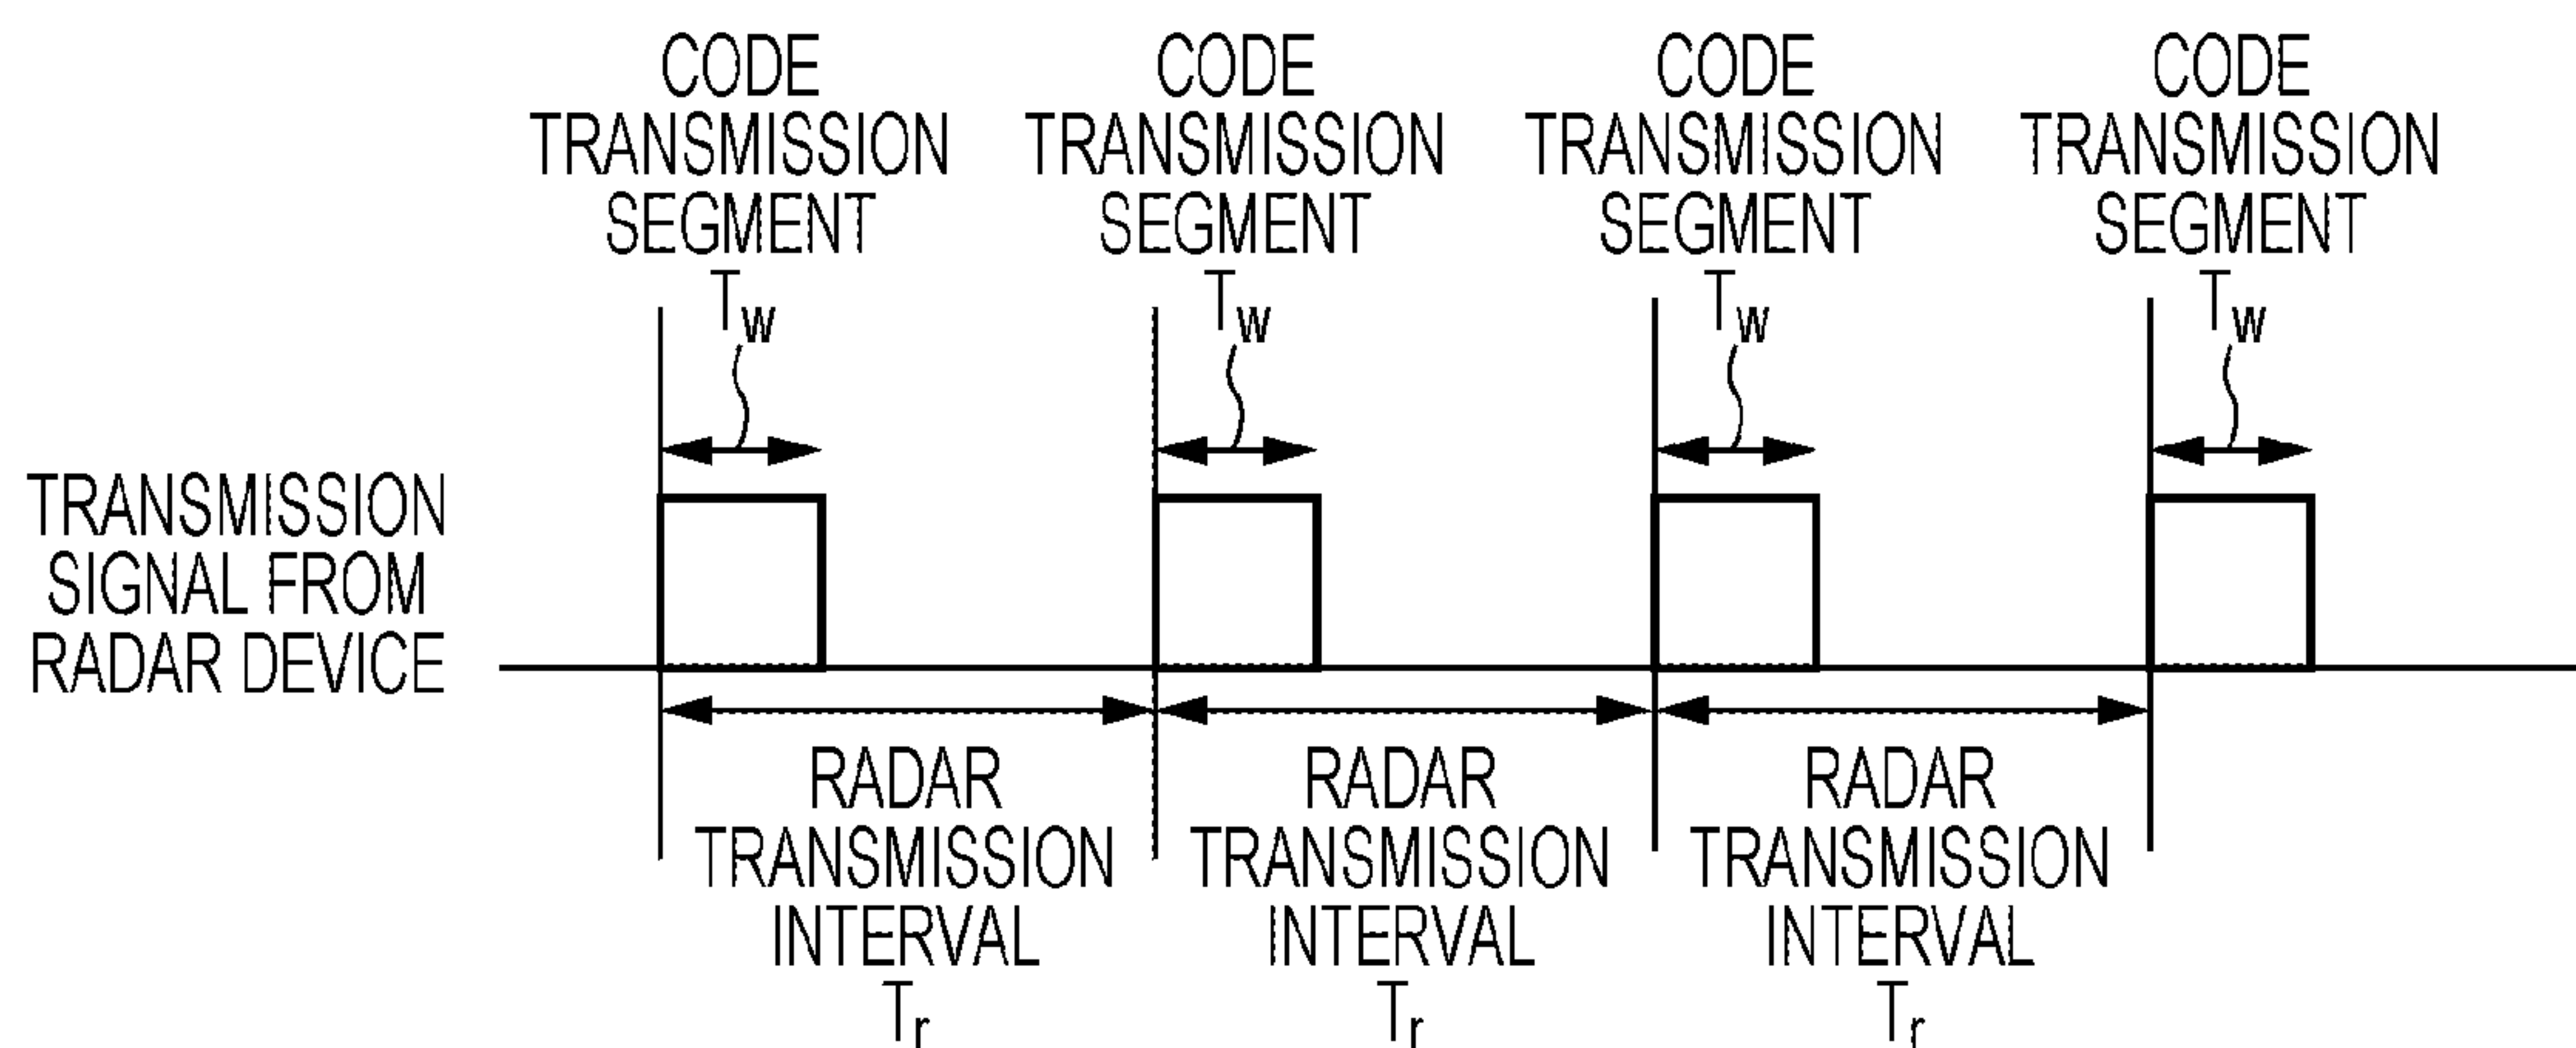 CODE
TRANSMISSION
SEGMENT
Tw
CODE
TRANSMISSION
SEGMENT
Tw
CODE
TRANSMISSION
SEGMENT
Tw
CODE
TRANSMISSION
SEGMENT
Tw
TRANSMISSION
SIGNAL FROM
RADAR DEVICE
RADAR
TRANSMISSION
INTERVAL
Tr
RADAR
TRANSMISSION
INTERVAL
Tr
RADAR
TRANSMISSION
INTERVAL
Tr